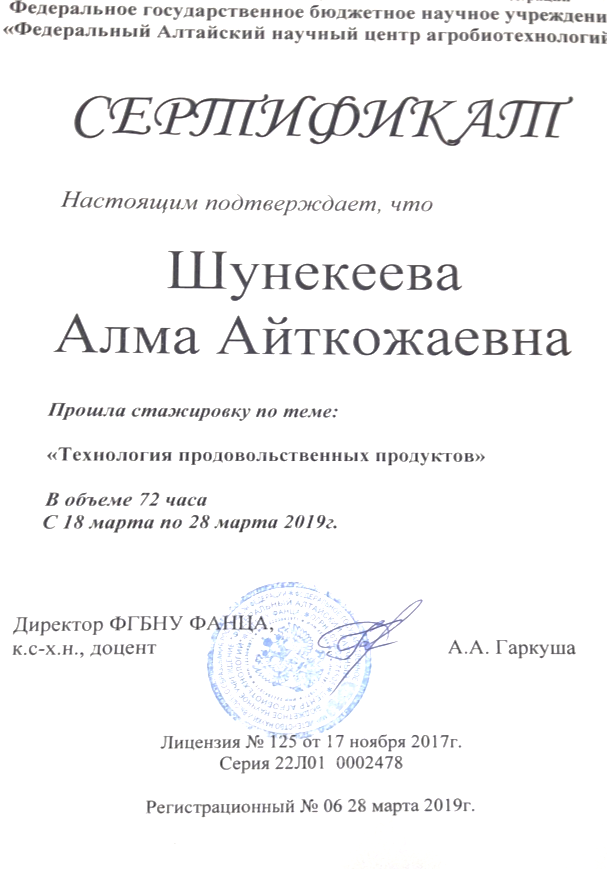 Федеральное государственное бюджетное научное учреждени
«Федеральный Алтайский научный центр агробиотехнологий
СЕРТИФИКАТ
Настоящим подтверждает, что
Шунекеева
Алма Айткожаевна
Прошла стажировку по теме:
«Технология продовольственных продуктов»
В объеме 72 часа
С 18 марта по 28 марта 2019г.
Директор ФГБНУ ФАНЦА,
к.с-х.н., доцент
А.А. Гаркуша
Лицензия № 125 от 17 ноября 2017г.
Серия 22Л01 0002478
Регистрационный № 06 28 марта 2019г.